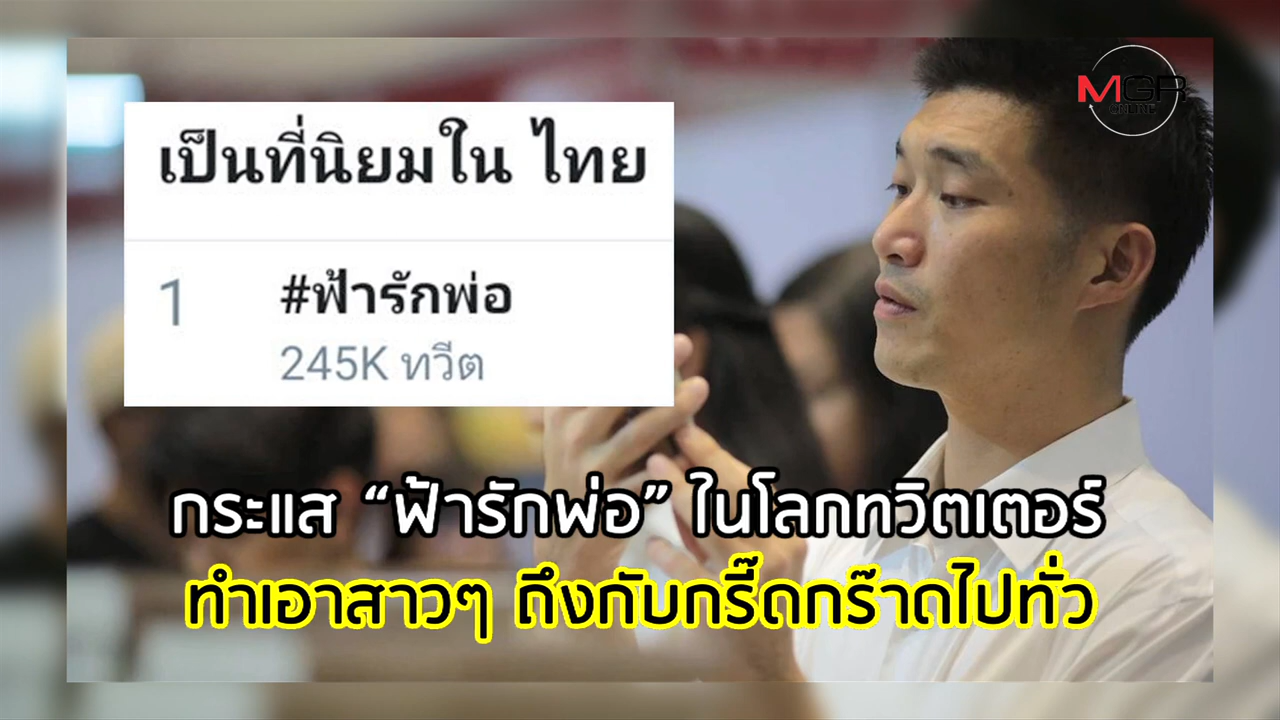 MGR
ONLINE
เป็นที่นิยมใน ไทย
1 #ฟ้ารักพ่อ
245K ทวีต
กระแส “ฟ้ารักพ่อ” ในโลกทวิตเตอร์
ทำเอาสาวๆ ถึงกับกรี๊ดกร๊าดไปทั่ว